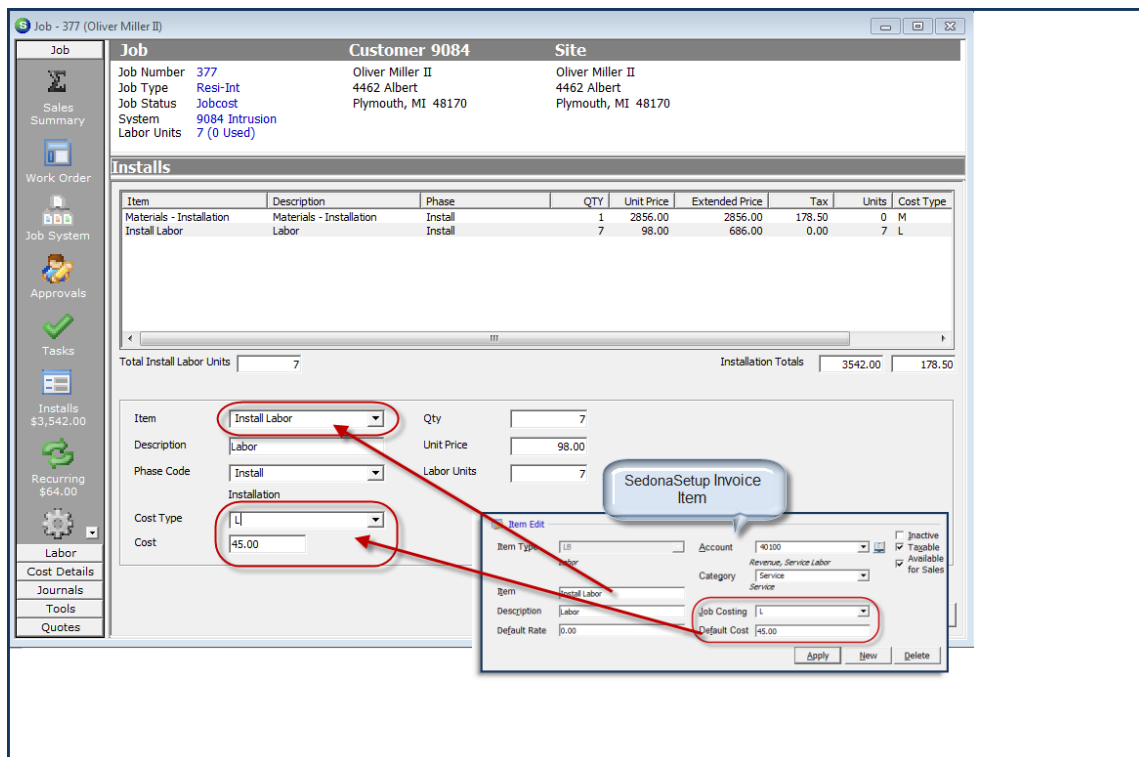 Job - 377 (Oliver Miller II)
Job
Sales Summary
Work Order
Job System
Approvals
Tasks
Installs
$3,542.00
Recurring
$64.00
Labor
Cost Details
Journals
Tools
Quotes
Job Customer 9084 Site
Job Number 377 Oliver Miller II Oliver Miller II
Job Type Resi-Int 4462 Albert 4462 Albert
Job Status Jobcost Plymouth, MI 48170 Plymouth, MI 48170
System 9084 Intrusion
Labor Units 7 (0 Used)
Installs
Item Description Phase QTY Unit Price Extended Price Tax Units Cost Type
Materials - Installation Materials - Installation Install 1 2856.00 2856.00 178.50 0 M
Install Labor Labor Install 7 98.00 686.00 0.00 7 L
Total Install Labor Units 7 Installation Totals 3542.00 178.50
Item Install Labor Qty 7
Description Labor Unit Price 98.00
Phase Code Install Labor Units 7
Installation
Cost Type L
Cost 45.00
SedonaSetup Invoice
Item
Item Edit
Item Type LB Account 40100
Labor Revenue, Service Labor
Category Service
Service
Item Install Labor
Description Labor Job Costing L
Default Rate 0.00 Default Cost 45.00
Inactive
Taxable
Available
for Sales
Apply New Delete